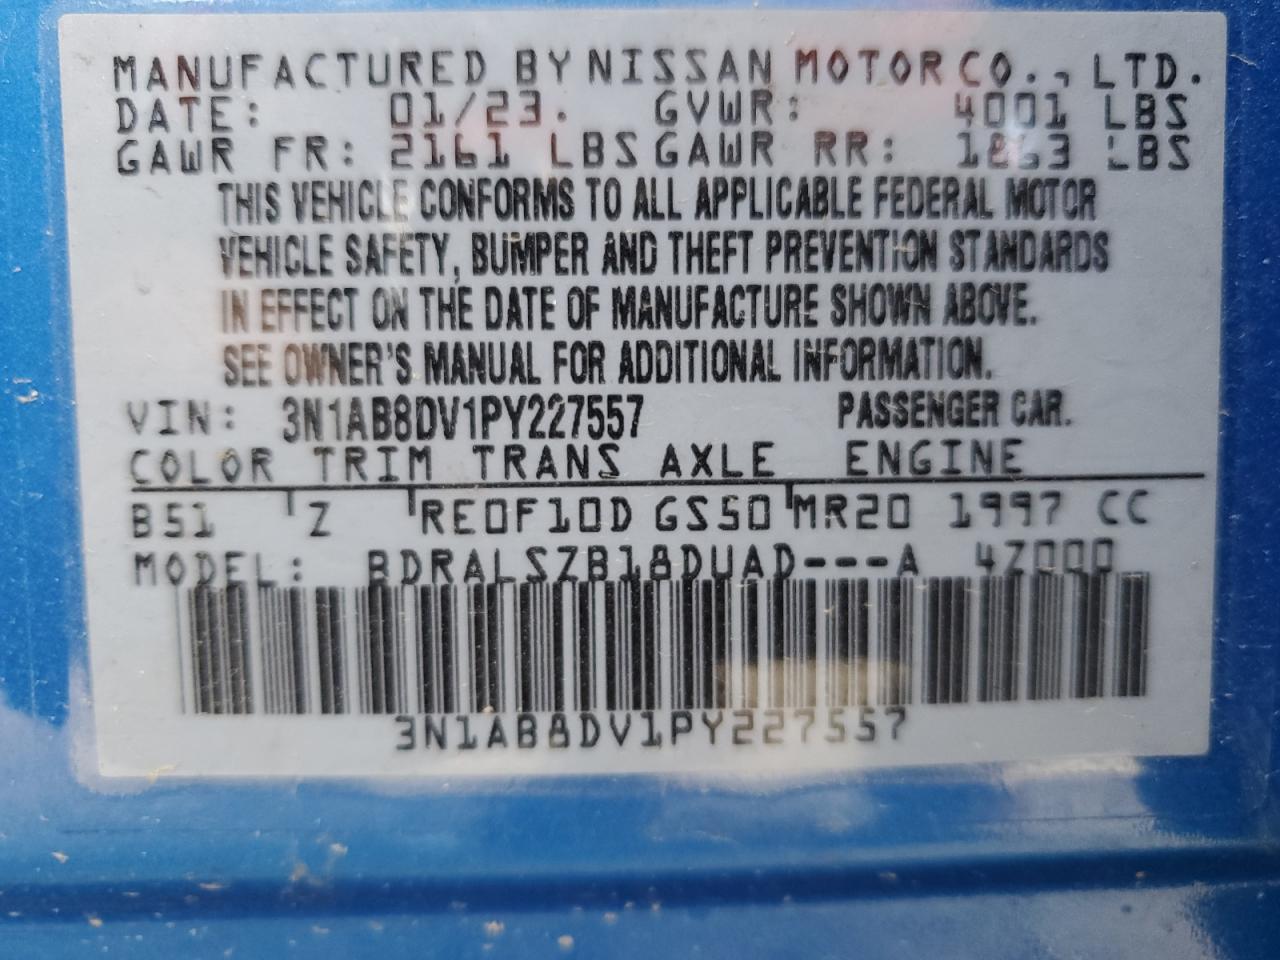 MANUFACTURED BY NISSAN MOTOR CO., LTD.
DATE: 01/23. GVWR: 4001 LBS
GAWR FR: 2161 LBS GAWR RR: 1863 LBS
THIS VEHICLE CONFORMS TO ALL APPLICABLE FEDERAL MOTOR
VEHICLE SAFETY, BUMPER AND THEFT PREVENTION STANDARDS
IN EFFECT ON THE DATE OF MANUFACTURE SHOWN ABOVE.
SEE OWNER'S MANUAL FOR ADDITIONAL INFORMATION.
VIN: 3N1AB8DV1PY227557 PASSENGER CAR.
COLOR TRIM TRANS AXLE ENGINE
B51 Z RE0F10D GS50 MR20 1997 CC
MODEL: BDRALSZB18DUAD---A 4Z000
3N1AB8DV1PY227557